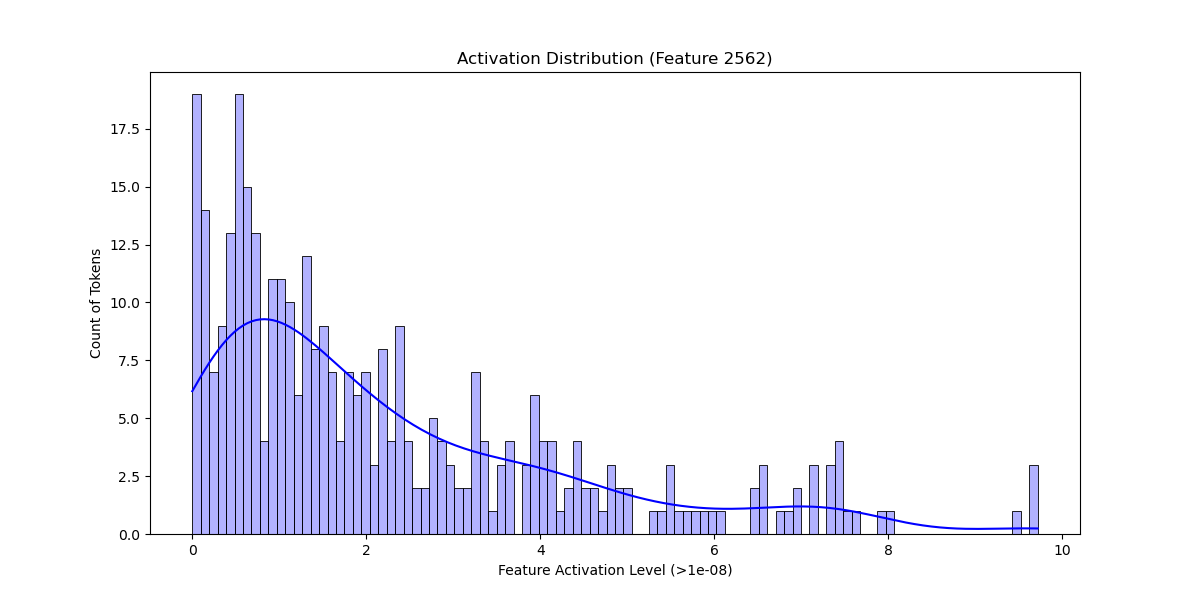 Activation Distribution (Feature 2562)
17.5
15.0
12.5
10.0
7.5
5.0
2.5
0.0
Count of Tokens
0 2 4 6 8 10
Feature Activation Level (>1e-08)